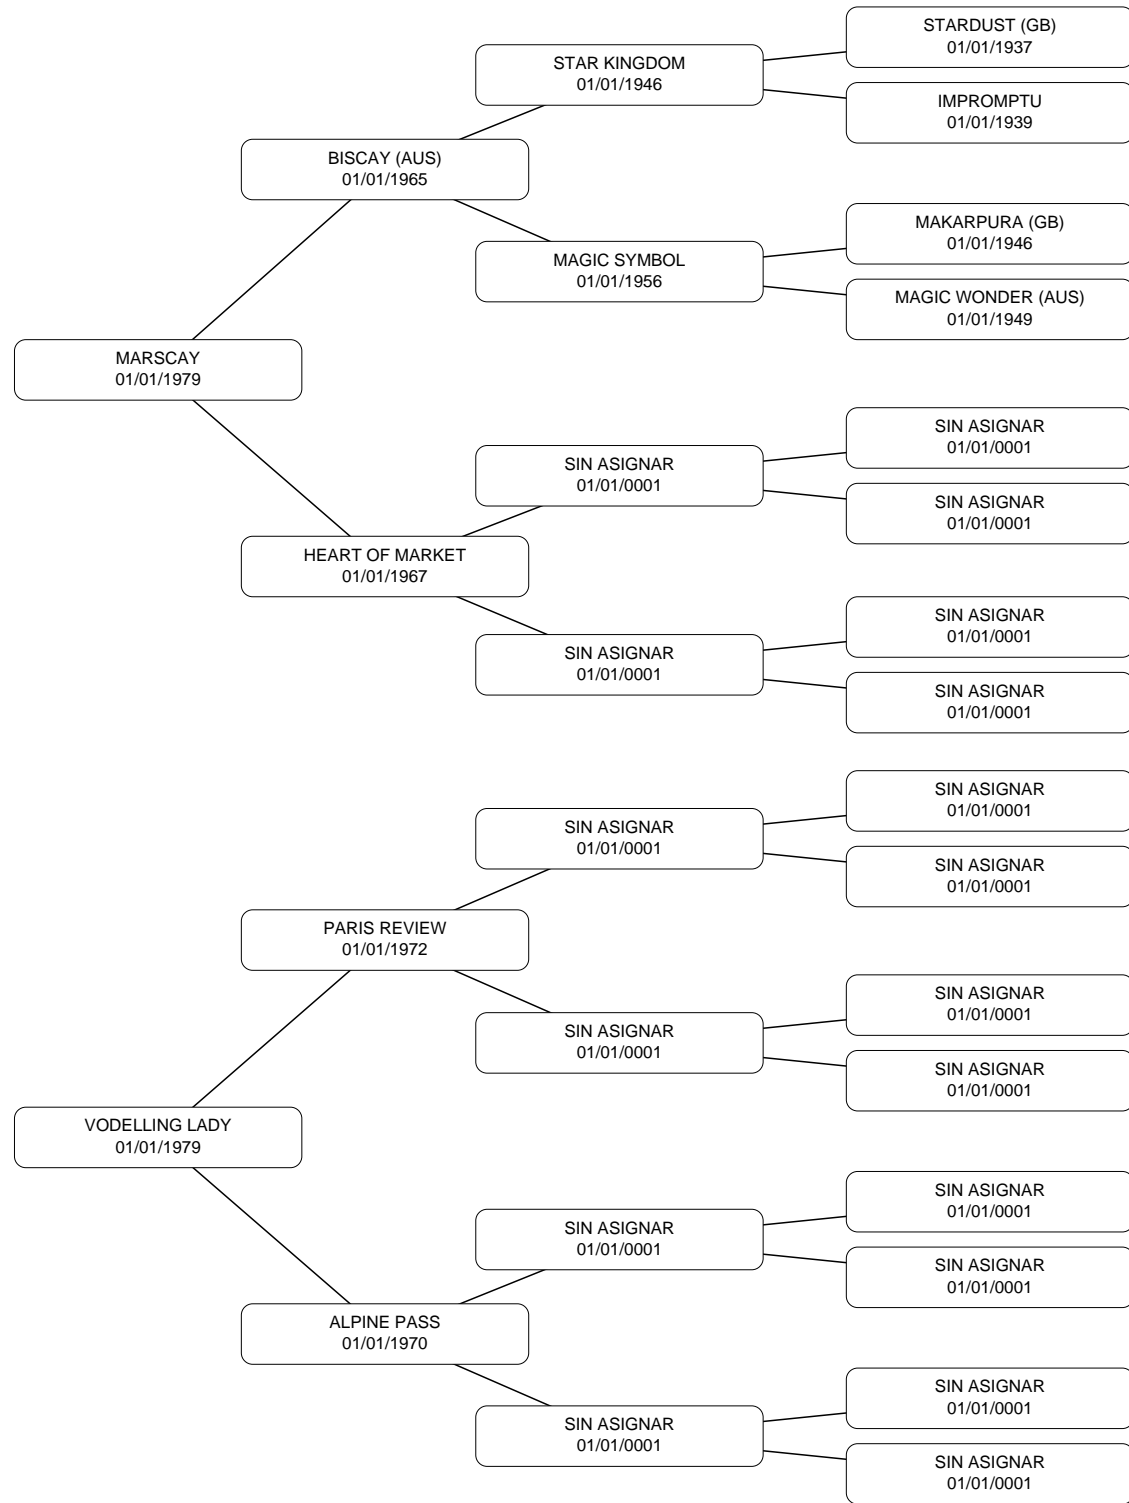 STARDUST (GB)
01/01/1937
STAR KINGDOM
01/01/1946
IMPROMPTU
01/01/1939
BISCAY (AUS)
01/01/1965
MAKARPURA (GB)
01/01/1946
MAGIC SYMBOL
01/01/1956
MAGIC WONDER (AUS)
01/01/1949
MARSCAY
01/01/1979
SIN ASIGNAR
01/01/0001
SIN ASIGNAR
01/01/0001
SIN ASIGNAR
01/01/0001
HEART OF MARKET
01/01/1967
SIN ASIGNAR
01/01/0001
SIN ASIGNAR
01/01/0001
SIN ASIGNAR
01/01/0001
SIN ASIGNAR
01/01/0001
SIN ASIGNAR
01/01/0001
SIN ASIGNAR
01/01/0001
PARIS REVIEW
01/01/1972
SIN ASIGNAR
01/01/0001
SIN ASIGNAR
01/01/0001
SIN ASIGNAR
01/01/0001
VODELLING LADY
01/01/1979
SIN ASIGNAR
01/01/0001
SIN ASIGNAR
01/01/0001
SIN ASIGNAR
01/01/0001
ALPINE PASS
01/01/1970
SIN ASIGNAR
01/01/0001
SIN ASIGNAR
01/01/0001
SIN ASIGNAR
01/01/0001